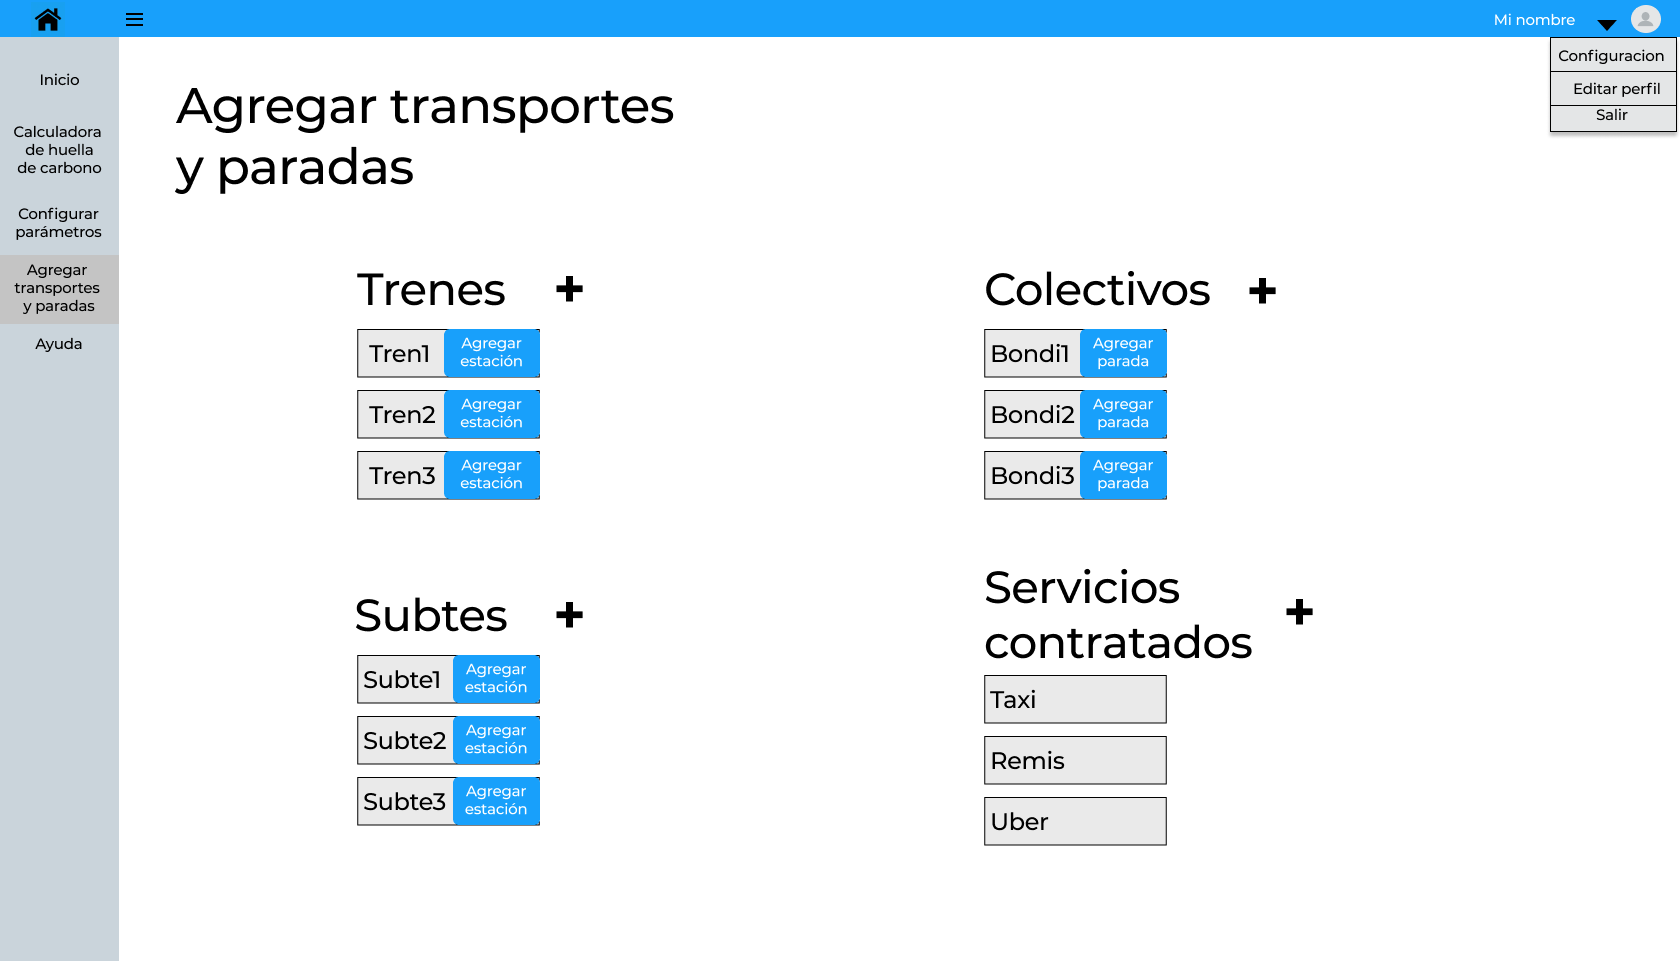 Mi nombre
Configuracion
Editar perfil
Salir
Inicio
Calculadora
de huella
de carbono
Configurar
parámetros
Agregar
transportes
y paradas
Ayuda
Agregar transportes
y paradas
Trenes +
Tren1
Agregar
estación
Tren2
Agregar
estación
Tren3
Agregar
estación
Colectivos +
Bondi1
Agregar
parada
Bondi2
Agregar
parada
Bondi3
Agregar
parada
Subtes +
Subte1
Agregar
estación
Subte2
Agregar
estación
Subte3
Agregar
estación
Servicios
contratados +
Taxi
Remis
Uber